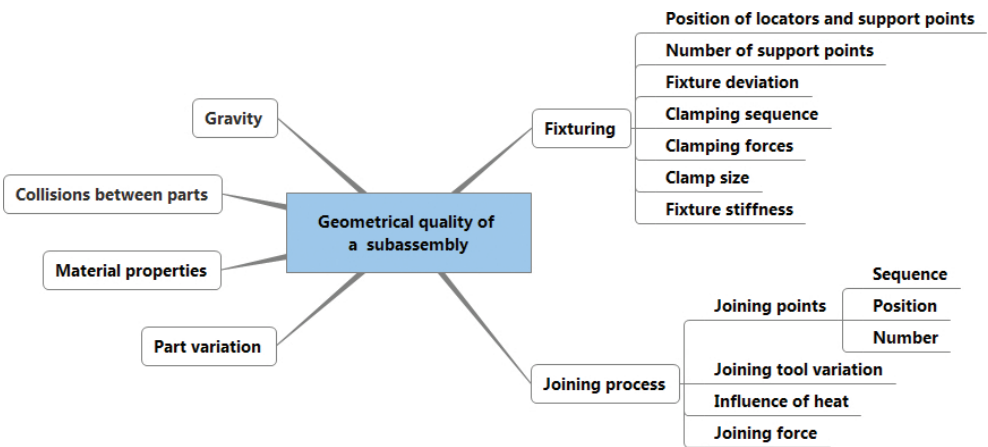 Position of locators and support points
Number of support points
Fixture deviation
Gravity
Fixturing
Clamping sequence
Clamping forces
Collisions between parts
Clamp size
Geometrical quality of
a subassembly
Fixture stiffness
Material properties
Sequence
Joining points
Position
Part variation
Number
Joining process
Joining tool variation
Influence of heat
Joining force